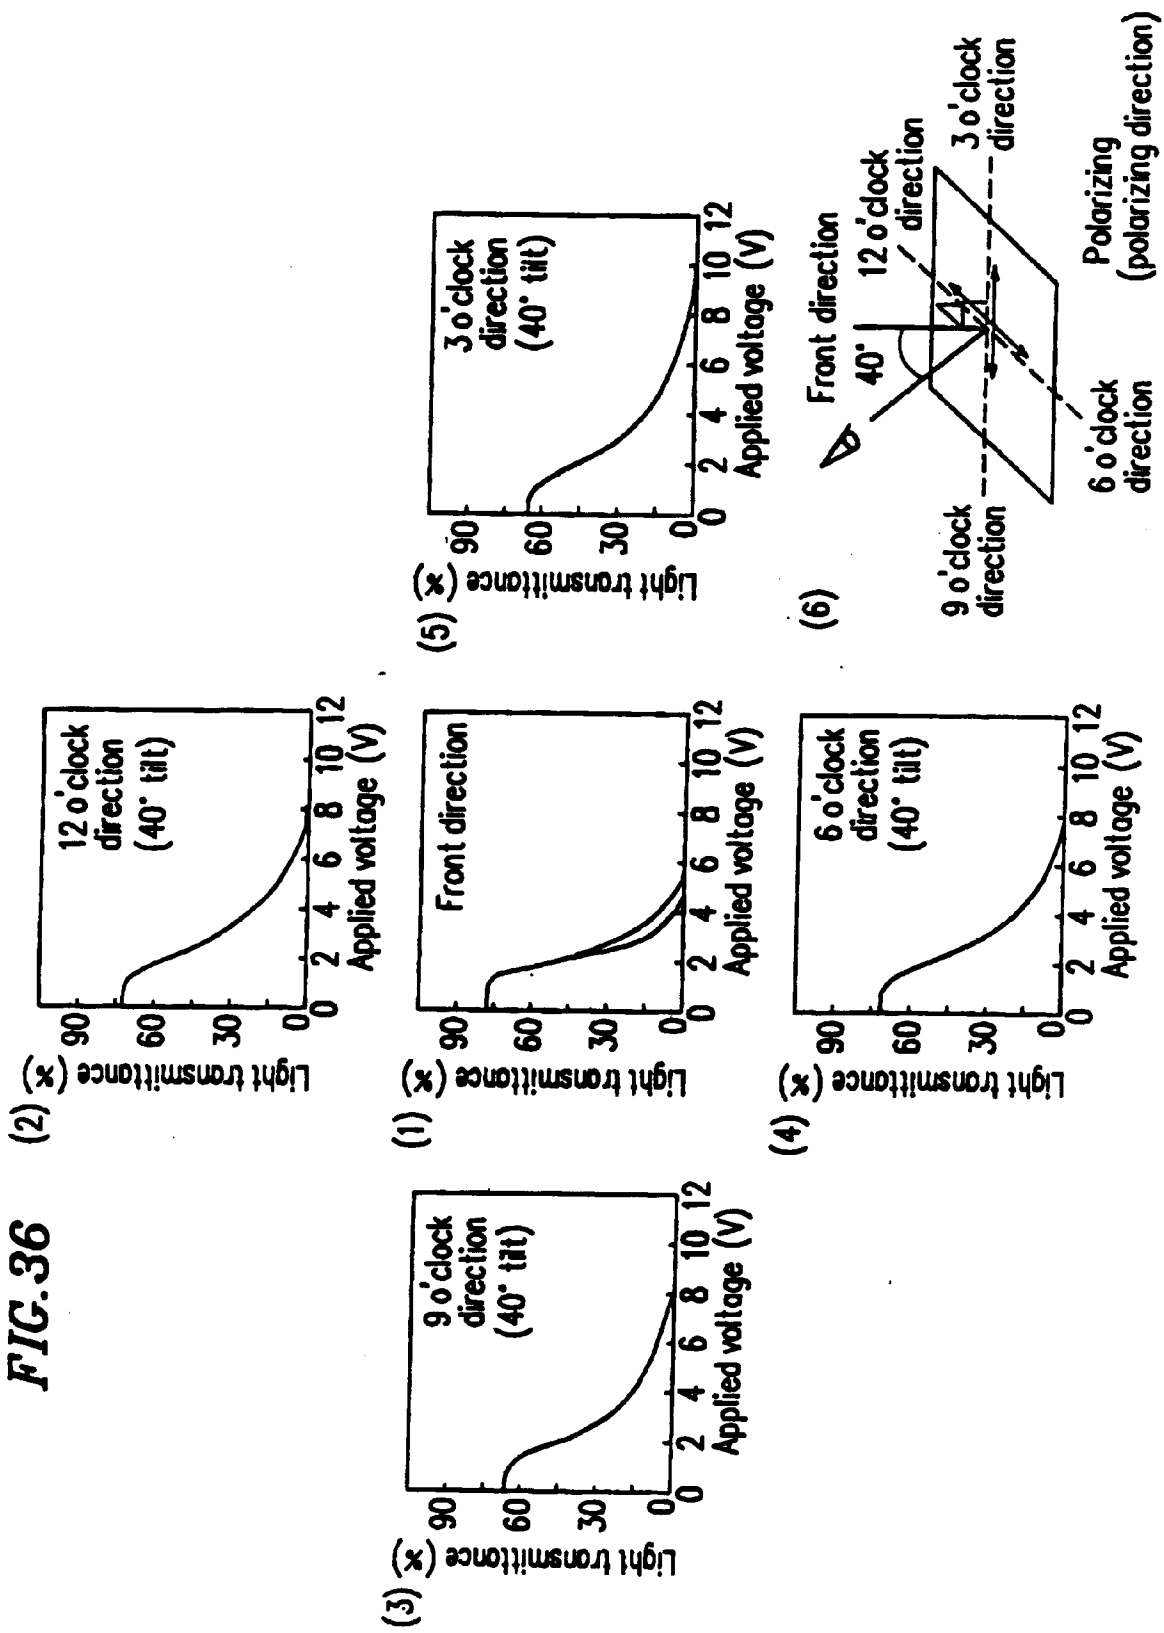 FIG.36
(2)
Light transmittance (%)
90
60
30
0
12 o'clock
direction
(40° tilt)
0 2 4 6 8 10 12
Applied voltage (V)
(3)
Light transmittance (%)
90
60
30
0
9 o'clock
direction
(40° tilt)
0 2 4 6 8 10 12
Applied voltage (V)
(1)
Light transmittance (%)
90
60
30
0
Front direction
0 2 4 6 8 10 12
Applied voltage (V)
(5)
Light transmittance (%)
90
60
30
0
3 o'clock
direction
(40° tilt)
0 2 4 6 8 10 12
Applied voltage (V)
(4)
Light transmittance (%)
90
60
30
0
6 o'clock
direction
(40° tilt)
0 2 4 6 8 10 12
Applied voltage (V)
(6)
Front direction
40°
12 o'clock
direction
9 o'clock
direction
3 o'clock
direction
6 o'clock
direction
Polarizing
(polarizing direction)